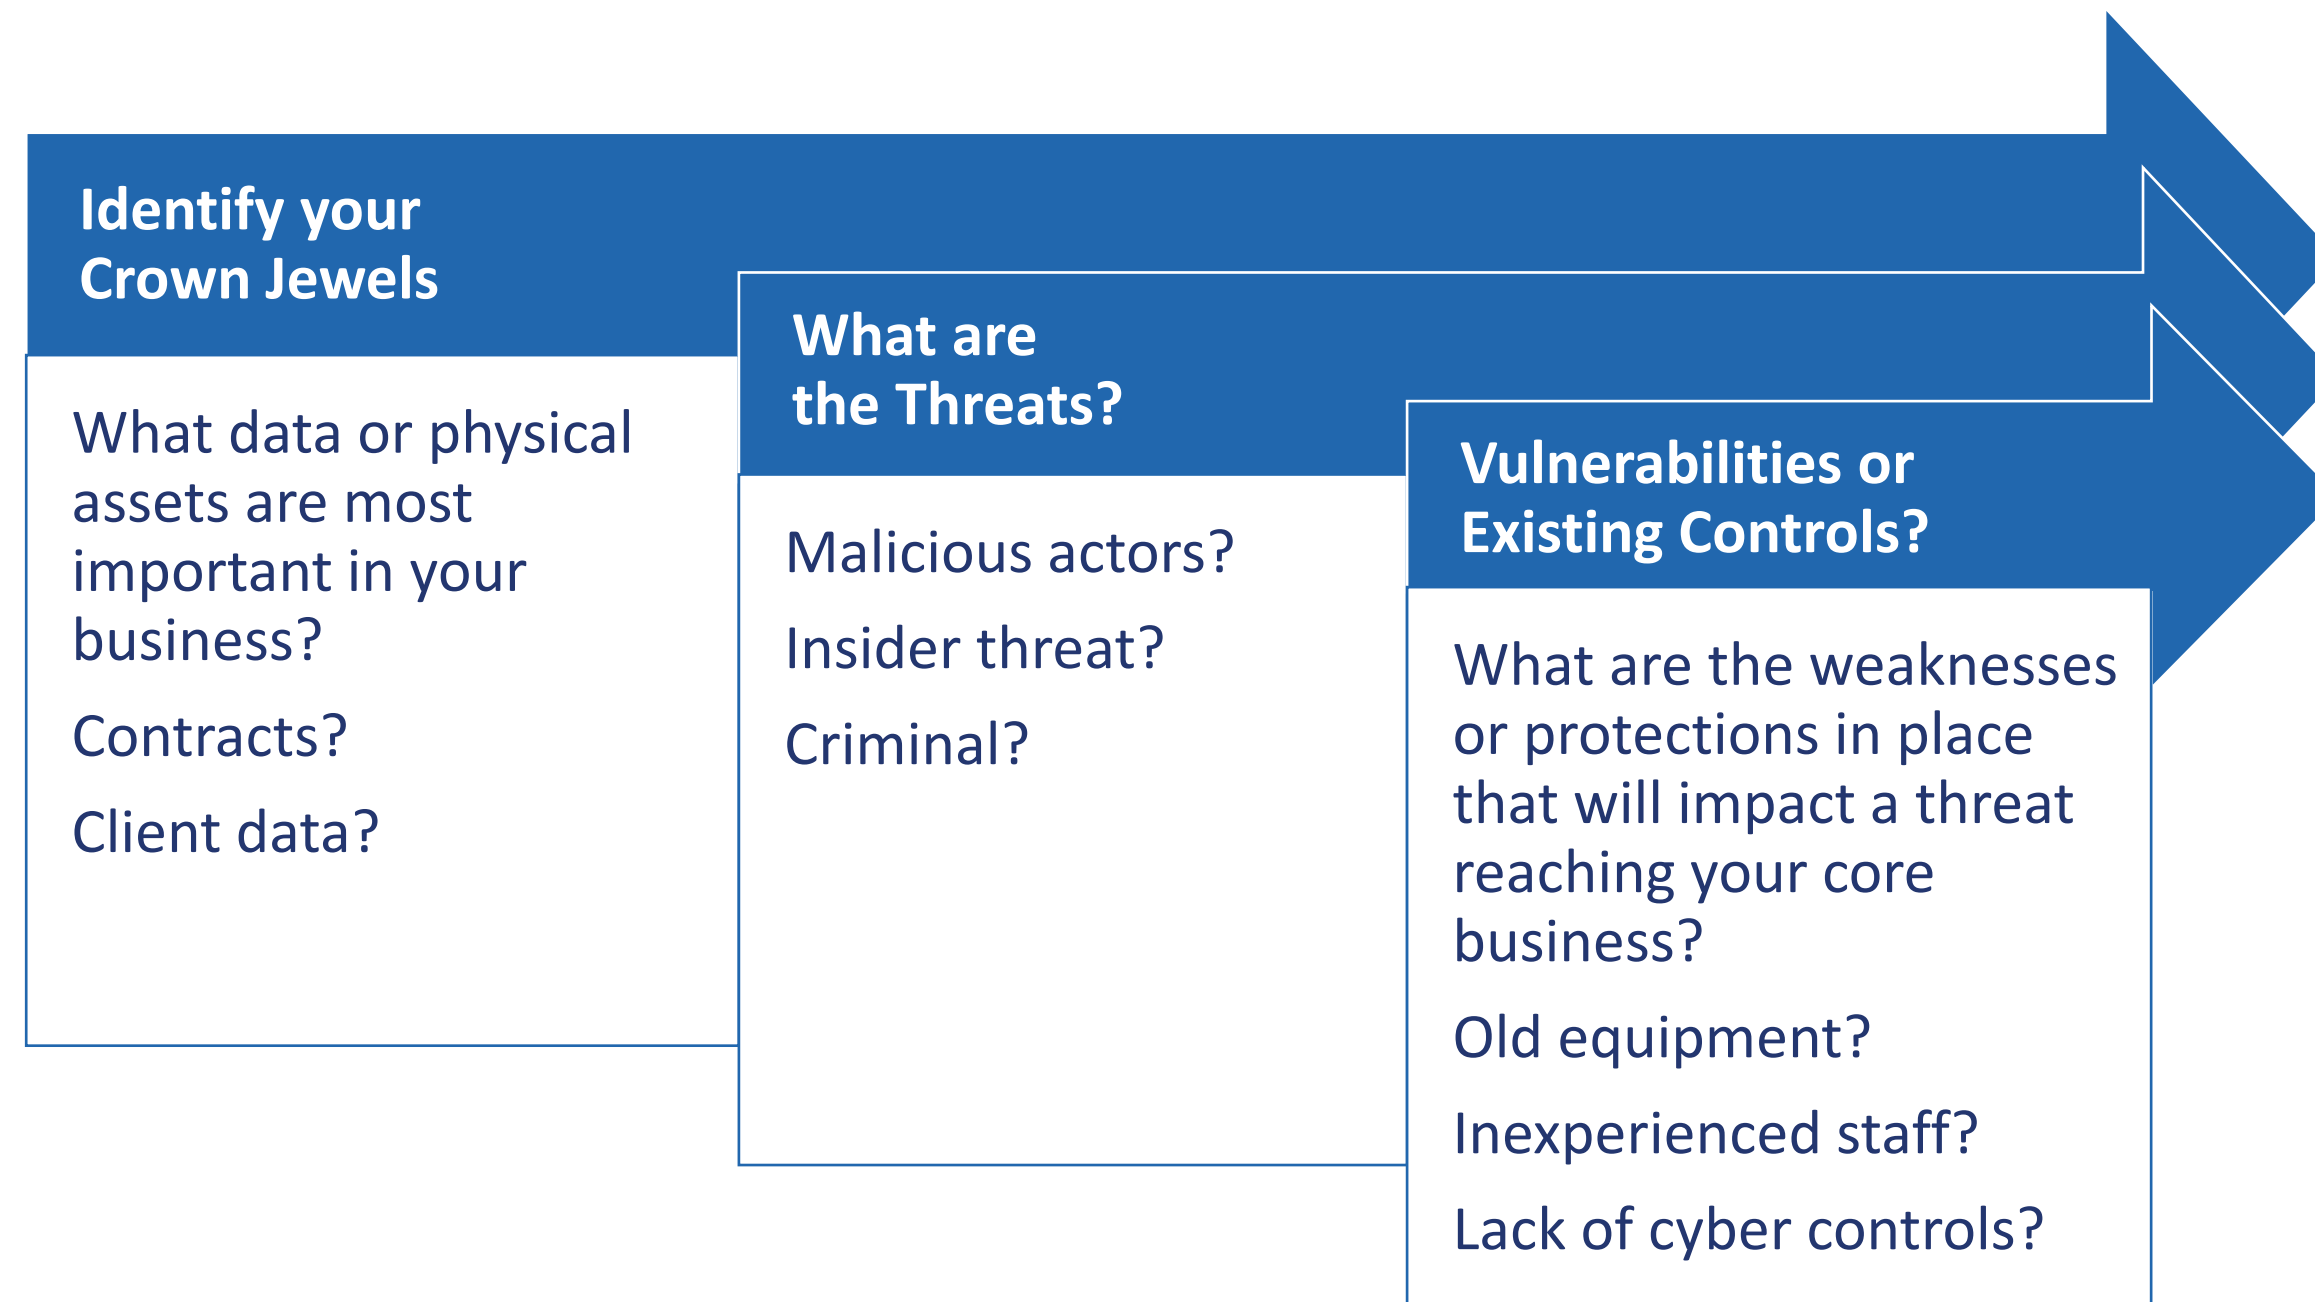 Identify your
Crown Jewels
What data or physical
assets are most
important in your
business?
Contracts?
Client data?
What are
the Threats?
Malicious actors?
Insider threat?
Criminal?
Vulnerabilities or
Existing Controls?
What are the weaknesses
or protections in place
that will impact a threat
reaching your core
business?
Old equipment?
Inexperienced staff?
Lack of cyber controls?